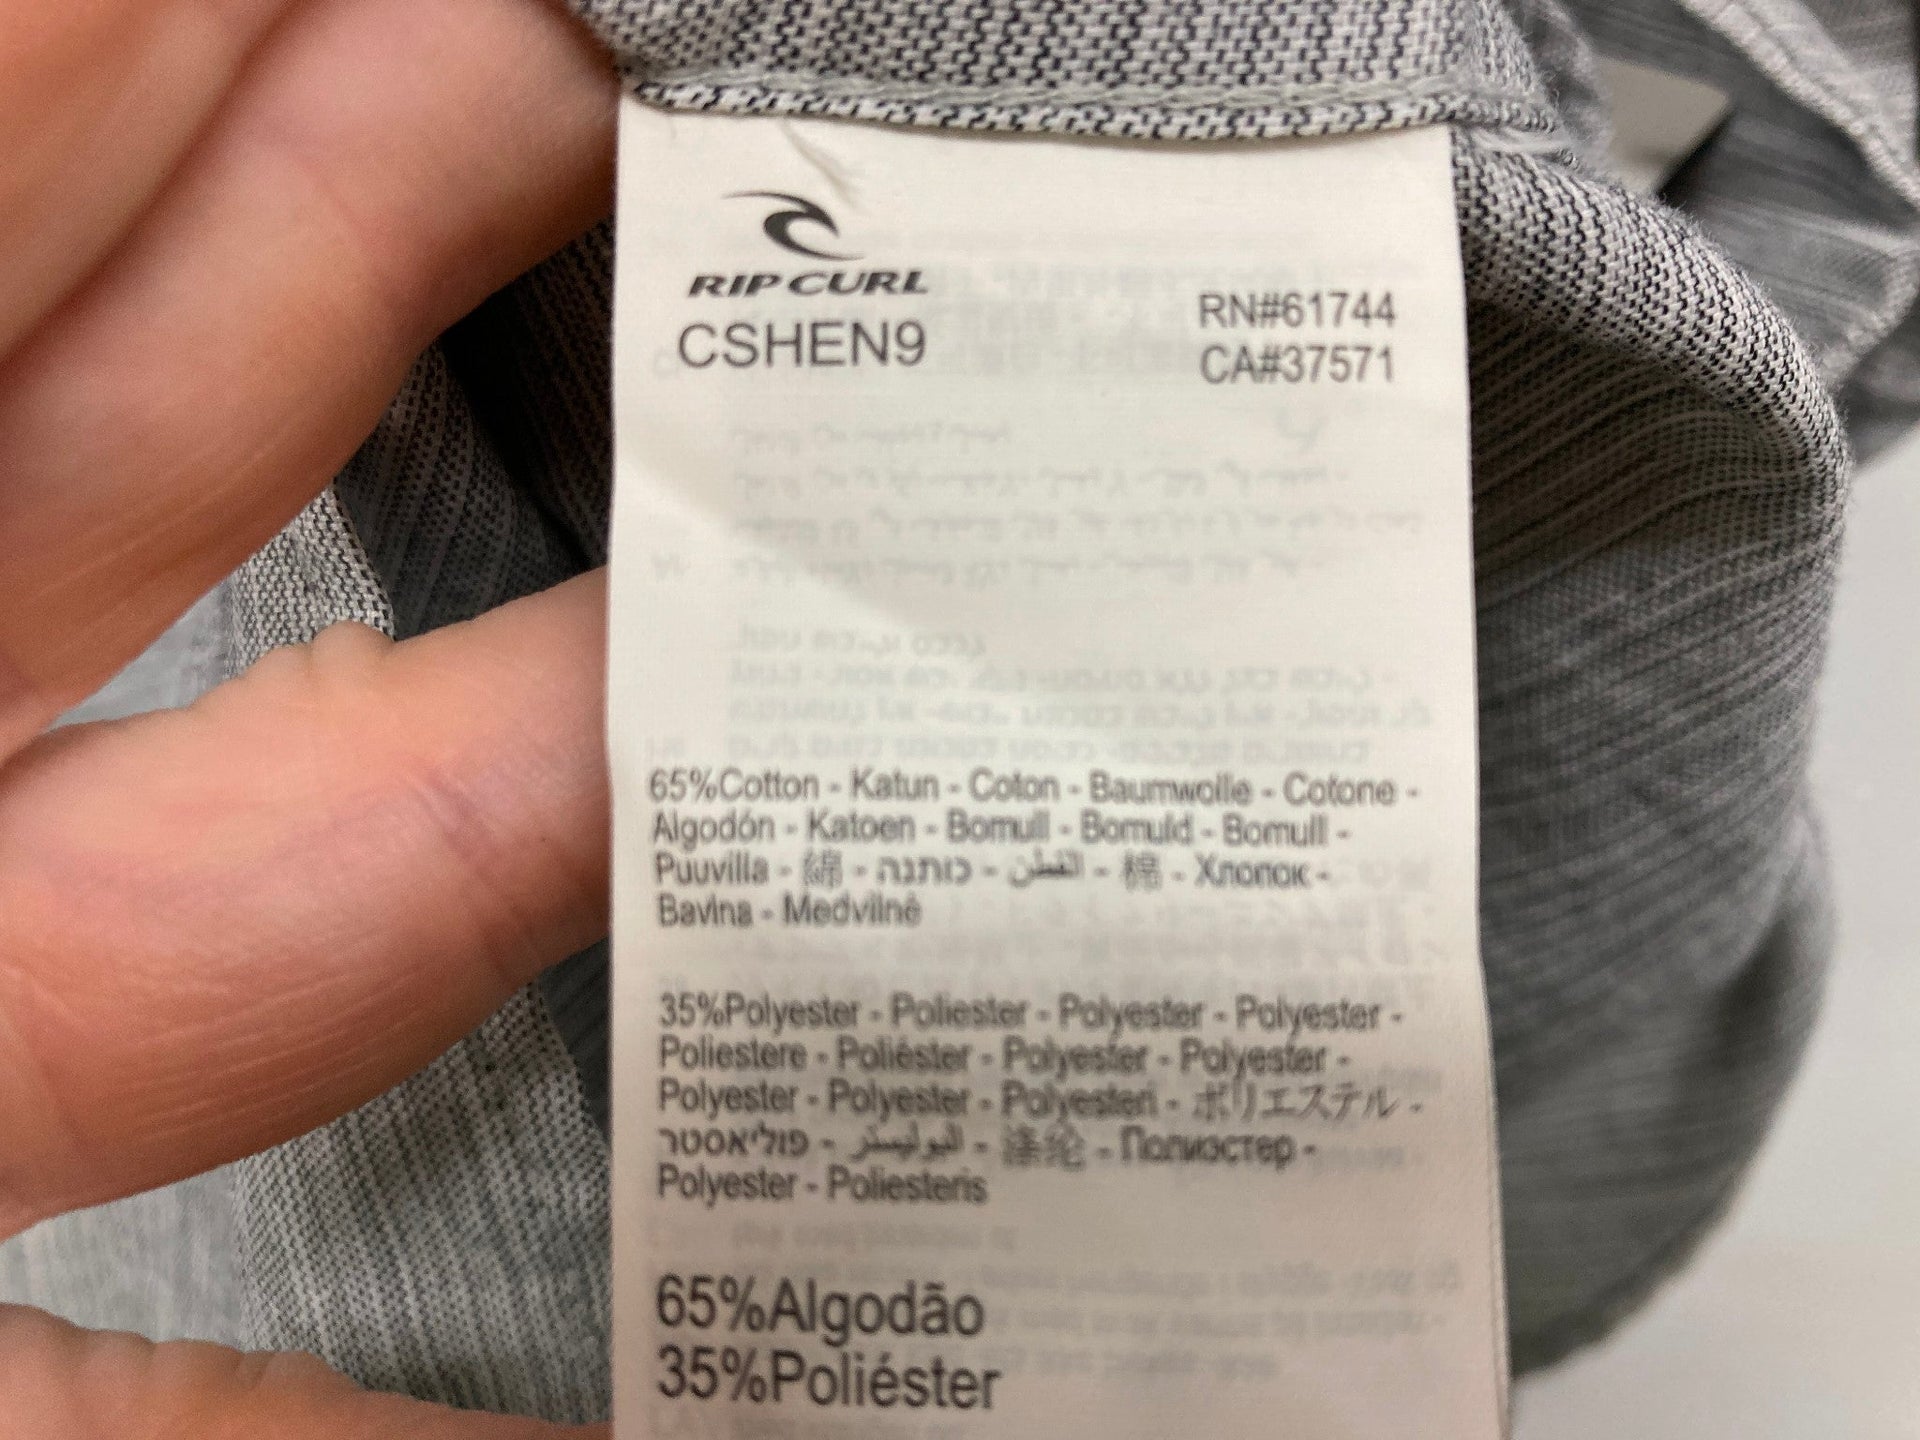 RIP CURL
CSHEN9
RN#61744
CA#37571
65%Cotton - Katun - Coton - Baumwolle - Cotone -
Algodón - Katoen - Bomull - Bomuld - Bomull -
Puuvilla - 綿 - כותנה - القطن - 棉 - Хлопок -
Bavlna - Medvilnė
35%Polyester - Poliester - Polyester - Polyester -
Poliestere - Poliéster - Polyester - Polyester -
Polyester - Polyester - Polyesteri - ポリエステル -
פוליאסטר - البوليستر - 涤纶 - Полиэстер -
Polyester - Poliesteris
65%Algodão
35%Poliéster